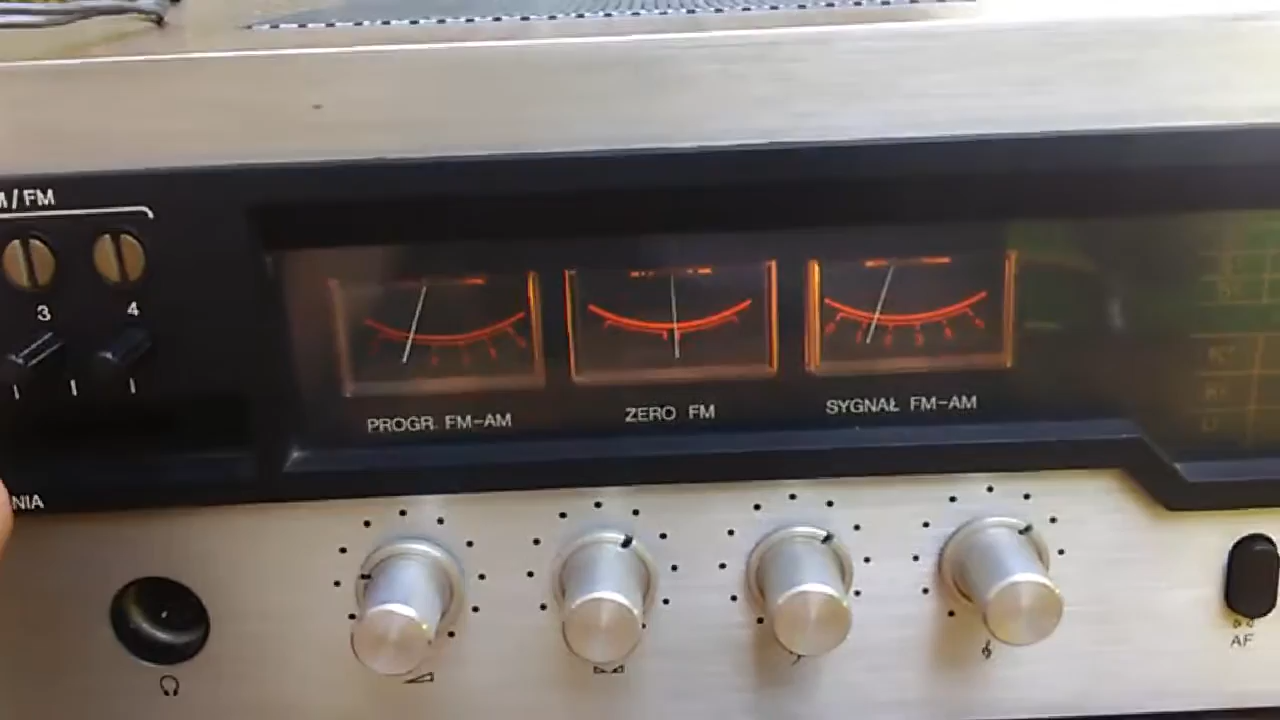 /FM
3
4
PROGR. FM-AM
ZERO FM
SYGNAŁ FM-AM
NIA
AF